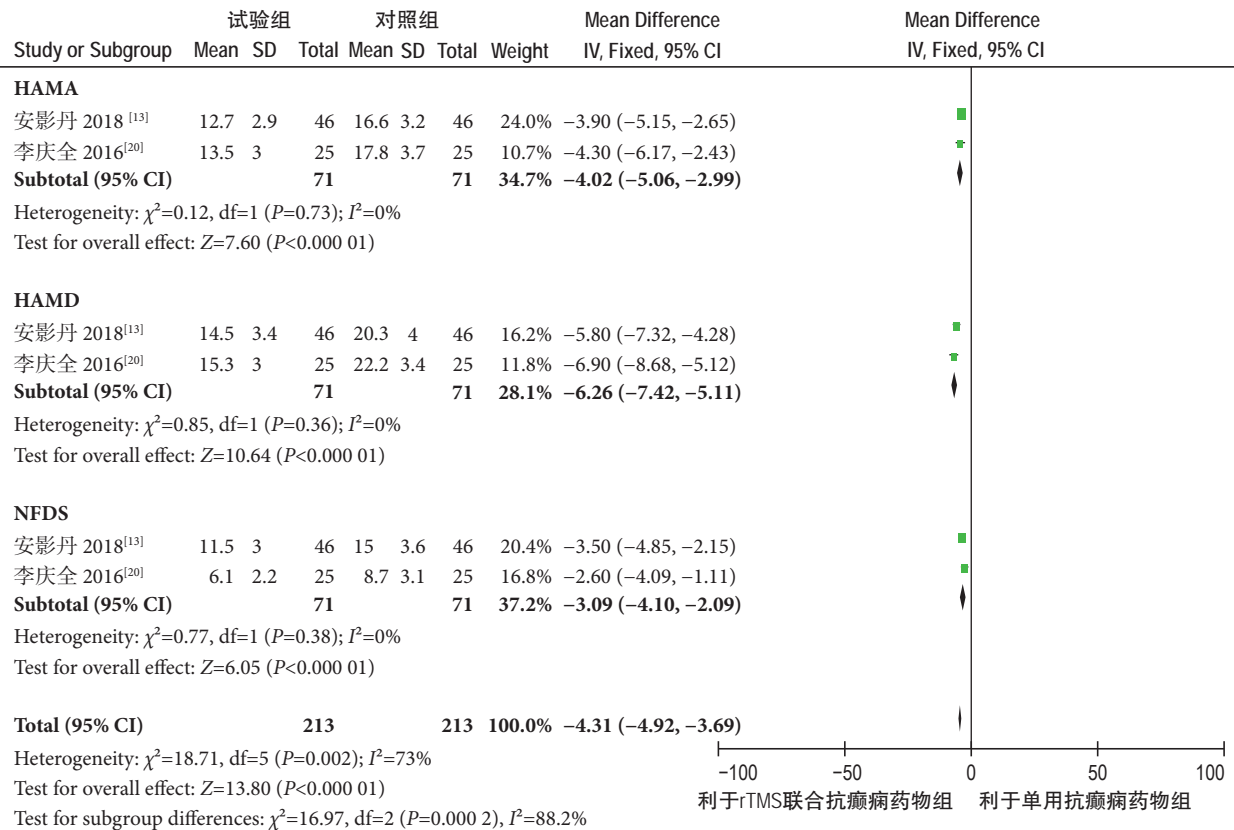 试验组 对照组 Mean Difference Mean Difference
Study or Subgroup Mean SD Total Mean SD Total Weight IV, Fixed, 95% CI IV, Fixed, 95% CI
HAMA
安影丹 2018 [13] 12.7 2.9 46 16.6 3.2 46 24.0% −3.90 (−5.15, −2.65)
李庆全 2016[20] 13.5 3 25 17.8 3.7 25 10.7% −4.30 (−6.17, −2.43)
Subtotal (95% CI) 71 71 34.7% −4.02 (−5.06, −2.99)
Heterogeneity: χ²=0.12, df=1 (P=0.73); I²=0%
Test for overall effect: Z=7.60 (P<0.000 01)
HAMD
安影丹 2018[13] 14.5 3.4 46 20.3 4 46 16.2% −5.80 (−7.32, −4.28)
李庆全 2016[20] 15.3 3 25 22.2 3.4 25 11.8% −6.90 (−8.68, −5.12)
Subtotal (95% CI) 71 71 28.1% −6.26 (−7.42, −5.11)
Heterogeneity: χ²=0.85, df=1 (P=0.36); I²=0%
Test for overall effect: Z=10.64 (P<0.000 01)
NFDS
安影丹 2018[13] 11.5 3 46 15 3.6 46 20.4% −3.50 (−4.85, −2.15)
李庆全 2016[20] 6.1 2.2 25 8.7 3.1 25 16.8% −2.60 (−4.09, −1.11)
Subtotal (95% CI) 71 71 37.2% −3.09 (−4.10, −2.09)
Heterogeneity: χ²=0.77, df=1 (P=0.38); I²=0%
Test for overall effect: Z=6.05 (P<0.000 01)
Total (95% CI) 213 213 100.0% −4.31 (−4.92, −3.69)
Heterogeneity: χ²=18.71, df=5 (P=0.002); I²=73%
Test for overall effect: Z=13.80 (P<0.000 01)
Test for subgroup differences: χ²=16.97, df=2 (P=0.000 2), I²=88.2%
−100 −50 0 50 100
利于rTMS联合抗癫痫药物组 利于单用抗癫痫药物组